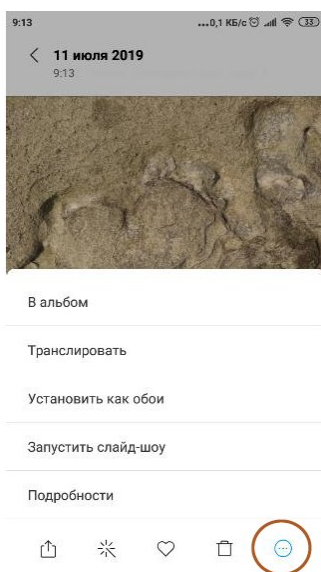 9:13 ...0,1 КБ/с 33
11 июля 2019
9:13
В альбом
Транслировать
Установить как обои
Запустить слайд-шоу
Подробности